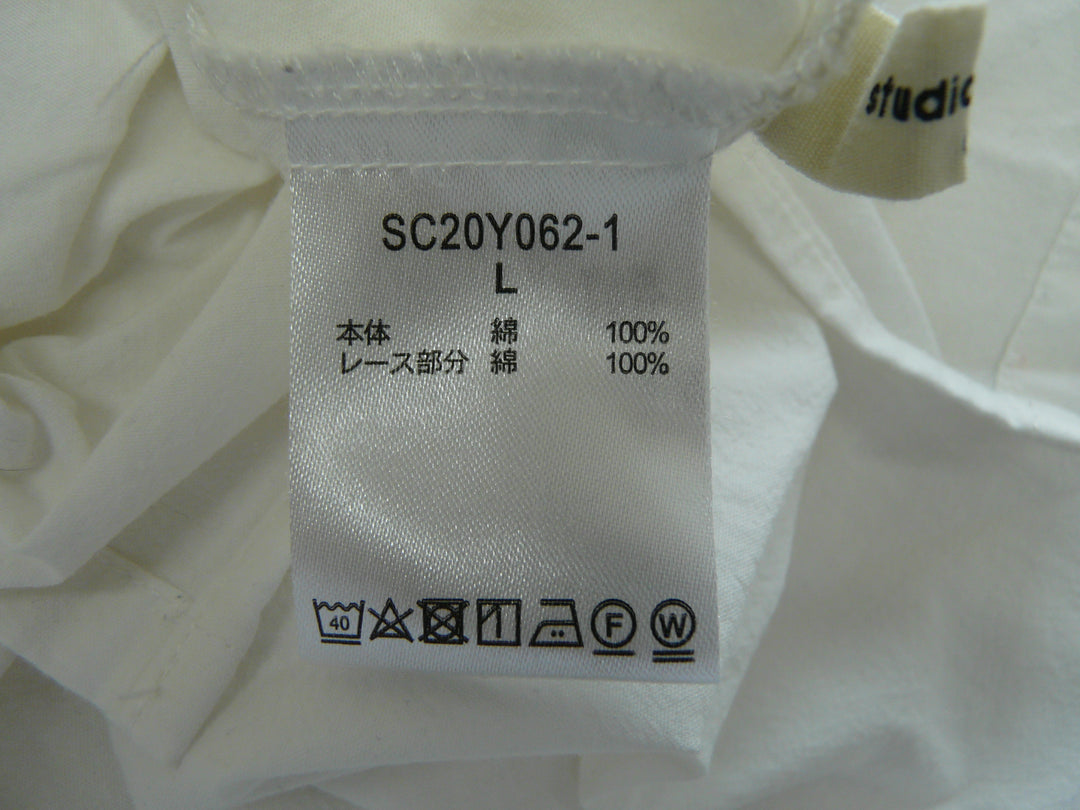 studio
SC20Y062-1
L
本体 綿 100%
レース部分 綿 100%
40 F W